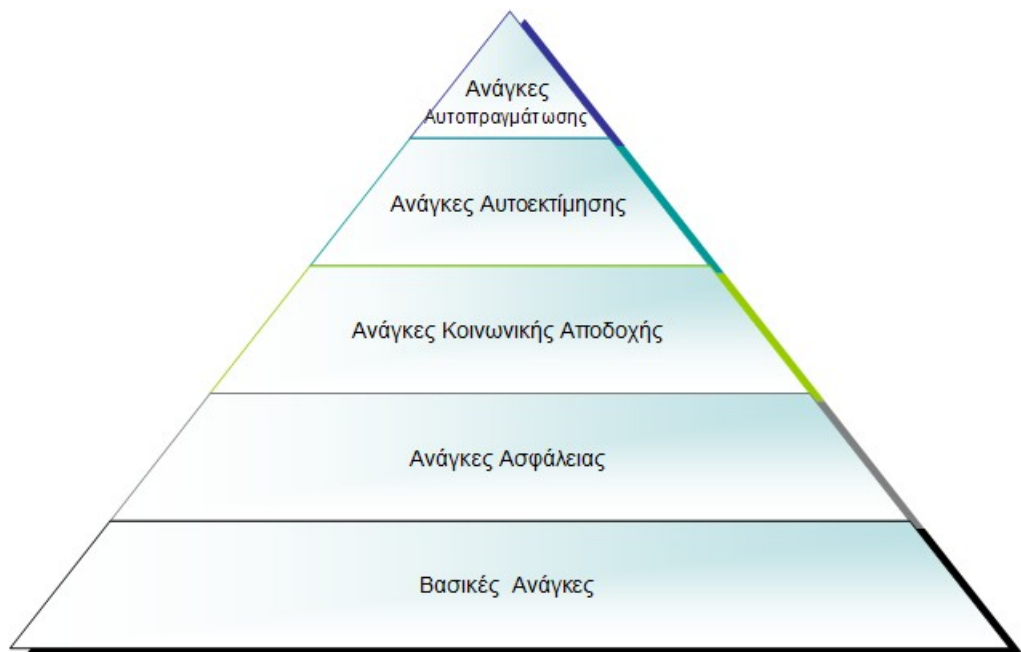 Ανάγκες
Αυτοπραγμάτωσης
Ανάγκες Αυτοεκτίμησης
Ανάγκες Κοινωνικής Αποδοχής
Ανάγκες Ασφάλειας
Βασικές Ανάγκες